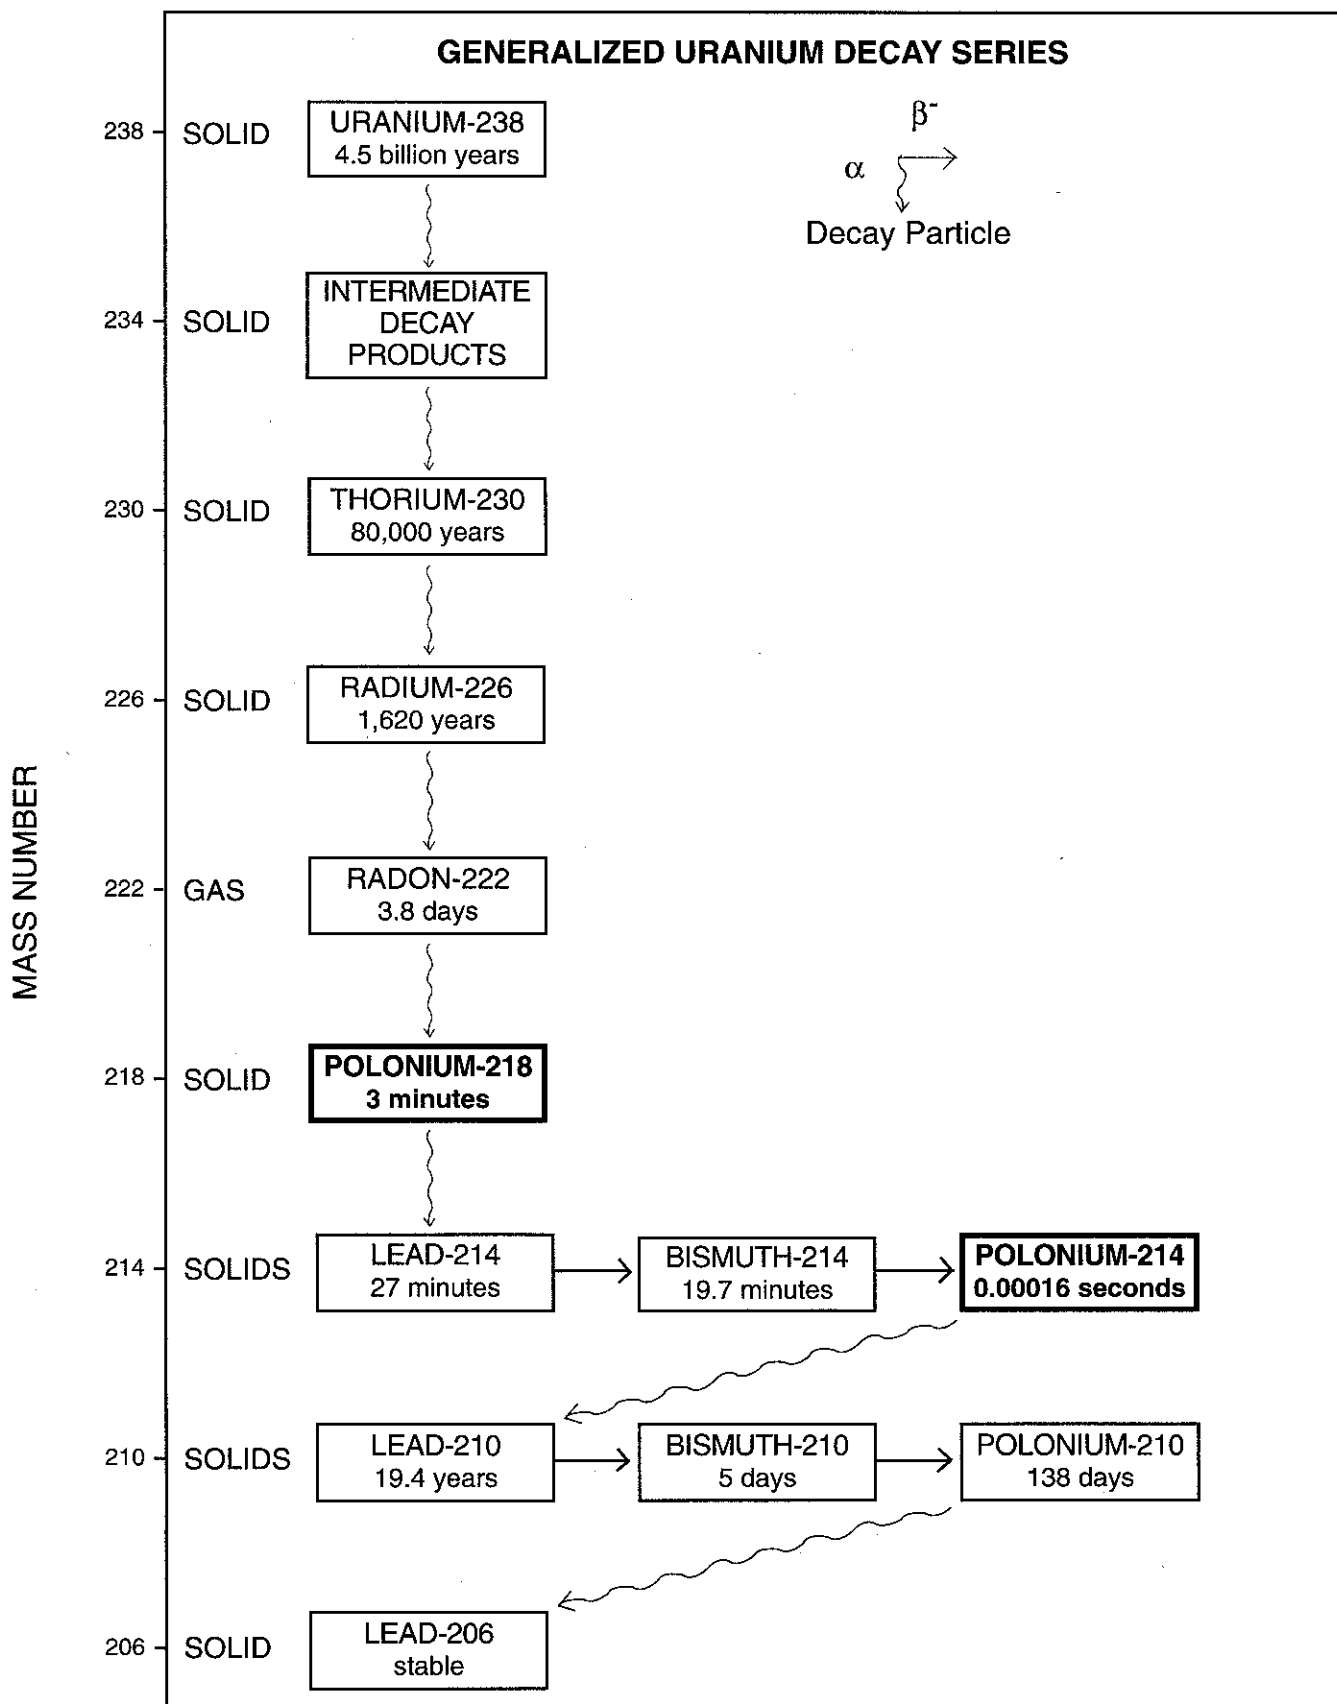 GENERALIZED URANIUM DECAY SERIES
238
SOLID
URANIUM-238
4.5 billion years
β-
α
Decay Particle
234
SOLID
INTERMEDIATE
DECAY
PRODUCTS
230
SOLID
THORIUM-230
80,000 years
226
SOLID
RADIUM-226
1,620 years
MASS NUMBER
222
GAS
RADON-222
3.8 days
218
SOLID
POLONIUM-218
3 minutes
214
SOLIDS
LEAD-214
27 minutes
BISMUTH-214
19.7 minutes
POLONIUM-214
0.00016 seconds
210
SOLIDS
LEAD-210
19.4 years
BISMUTH-210
5 days
POLONIUM-210
138 days
206
SOLID
LEAD-206
stable